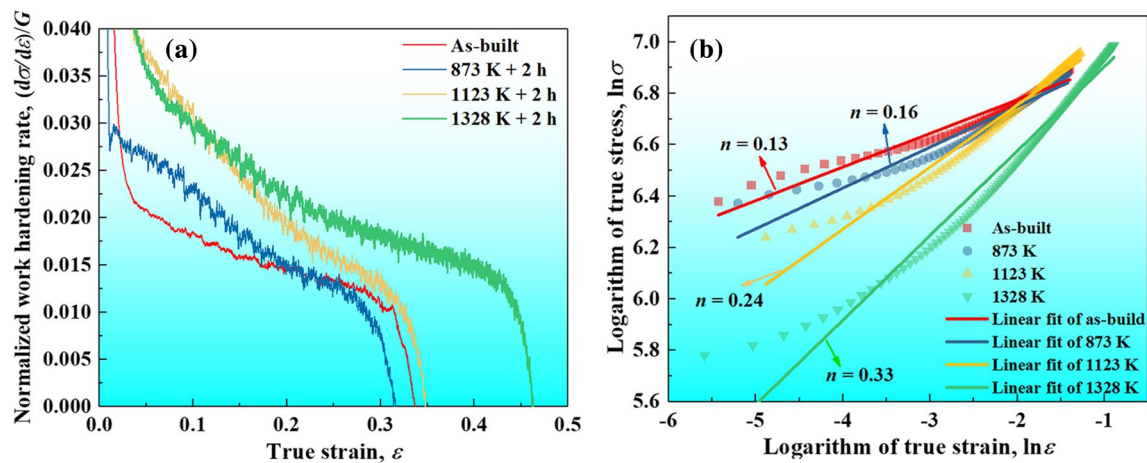 (a)
As-built
873 K + 2 h
1123 K + 2 h
1328 K + 2 h
Normalized work hardening rate, (dσ/dε)/G
0.040
0.035
0.030
0.025
0.020
0.015
0.010
0.005
0.000
0.0 0.1 0.2 0.3 0.4 0.5
True strain, ε
(b)
n = 0.16
n = 0.13
n = 0.24
n = 0.33
As-built
873 K
1123 K
1328 K
Linear fit of as-build
Linear fit of 873 K
Linear fit of 1123 K
Linear fit of 1328 K
Logarithm of true stress, lnσ
7.0
6.8
6.6
6.4
6.2
6.0
5.8
5.6
-6 -5 -4 -3 -2 -1
Logarithm of true strain, lnε